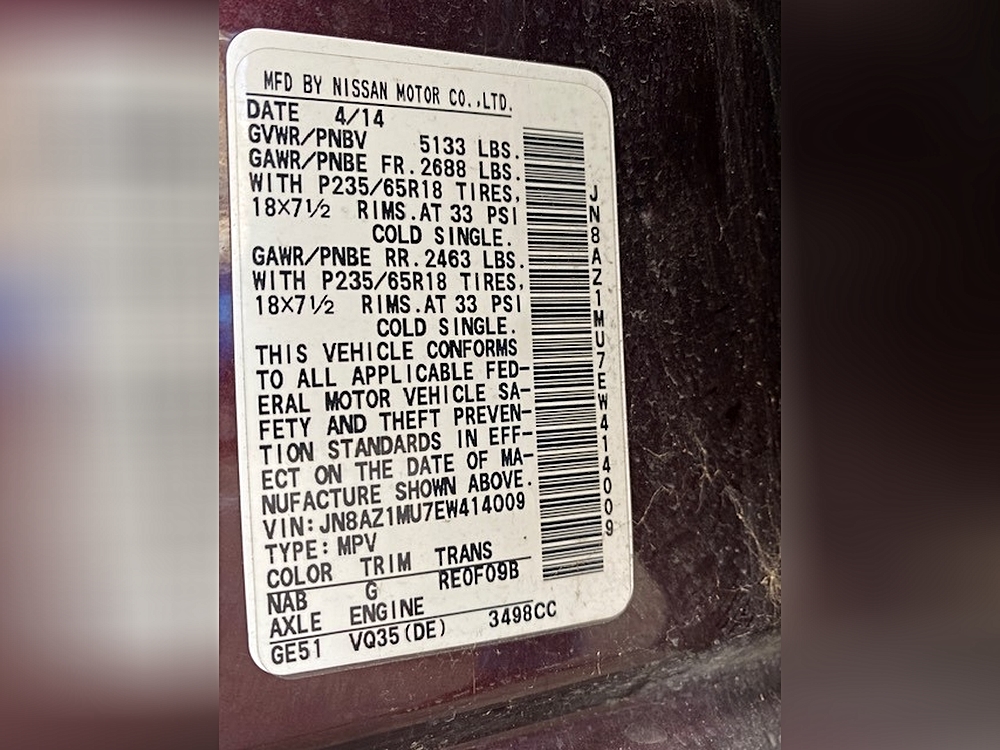 MFD BY NISSAN MOTOR CO.,LTD.
DATE 4/14
GVWR/PNBV 5133 LBS.
GAWR/PNBE FR.2688 LBS.
WITH P235/65R18 TIRES,
18×7½ RIMS.AT 33 PSI
COLD SINGLE.
GAWR/PNBE RR.2463 LBS.
WITH P235/65R18 TIRES,
18×7½ RIMS.AT 33 PSI
COLD SINGLE.
THIS VEHICLE CONFORMS
TO ALL APPLICABLE FED-
ERAL MOTOR VEHICLE SA-
FETY AND THEFT PREVEN-
TION STANDARDS IN EFF-
ECT ON THE DATE OF MA-
NUFACTURE SHOWN ABOVE.
VIN:JN8AZ1MU7EW414009
TYPE:MPV
COLOR TRIM TRANS
NAB G RE0F09B
AXLE ENGINE
GE51 VQ35(DE) 3498CC
JN8AZ1MU7EW414009